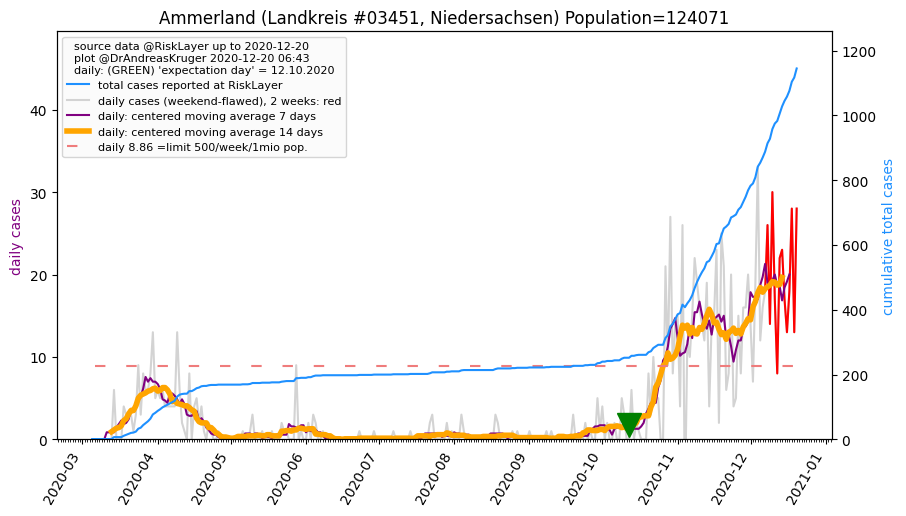 Ammerland (Landkreis #03451, Niedersachsen) Population=124071
source data @RiskLayer up to 2020-12-20
plot @DrAndreasKruger 2020-12-20 06:43
daily: (GREEN) 'expectation day' = 12.10.2020
total cases reported at RiskLayer
daily cases (weekend-flawed), 2 weeks: red
daily: centered moving average 7 days
daily: centered moving average 14 days
daily 8.86 =limit 500/week/1mio pop.
daily cases
40
30
20
10
0
1200
1000
800
600
400
200
0
cumulative total cases
2020-03
2020-04
2020-05
2020-06
2020-07
2020-08
2020-09
2020-10
2020-11
2020-12
2021-01